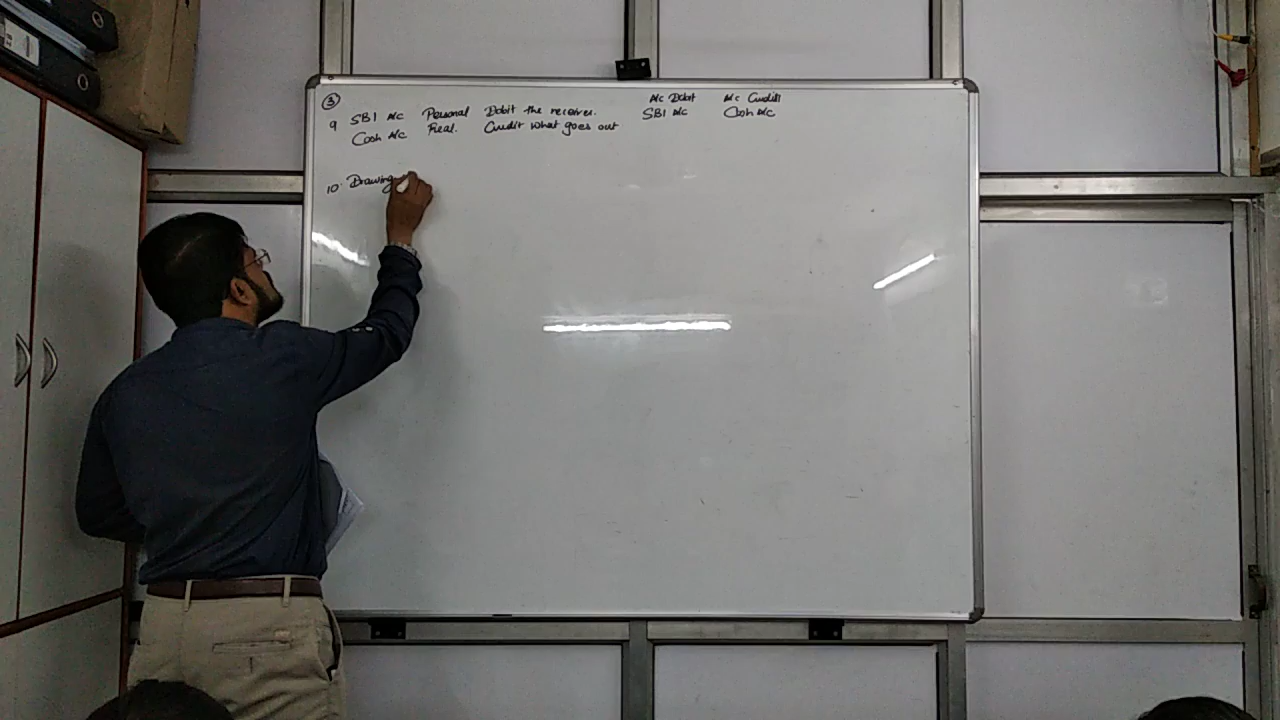 ③ A/c Debit A/c Credit
9 SBI A/c Personal Debit the receiver. SBI A/c Cash A/c
Cash A/c Real. Credit what goes out
10. Drawing